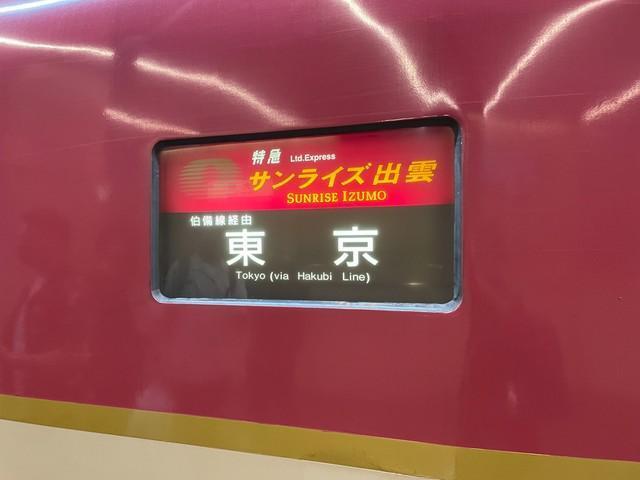 特急 Ltd.Express
サンライズ出雲
SUNRISE IZUMO
伯備線経由
東京
Tokyo (via Hakubi Line)